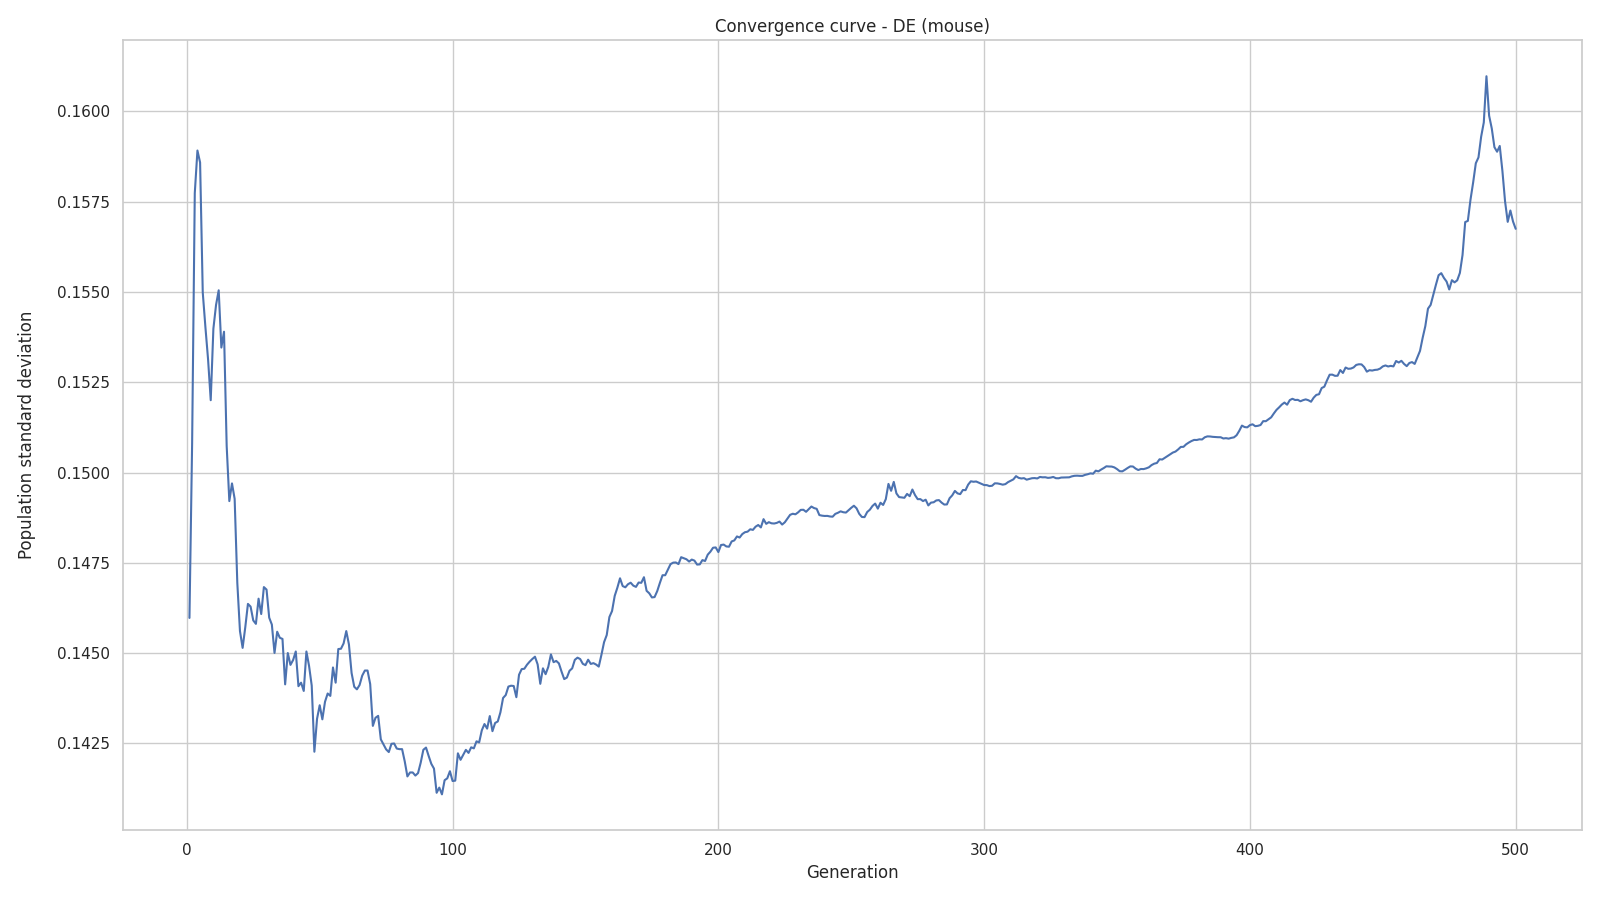 Convergence curve - DE (mouse)
0.1600
0.1575
0.1550
0.1525
0.1500
0.1475
0.1450
0.1425
Population standard deviation
0 100 200 300 400 500
Generation